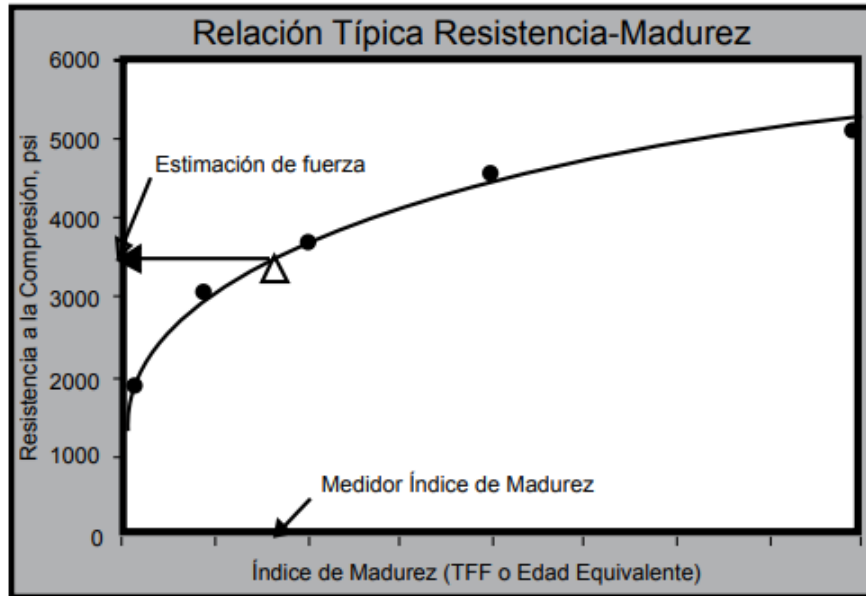 Relación Típica Resistencia-Madurez
6000
5000
4000
3000
2000
1000
0
Resistencia a la Compresión, psi
Estimación de fuerza
Medidor Índice de Madurez
Índice de Madurez (TFF o Edad Equivalente)